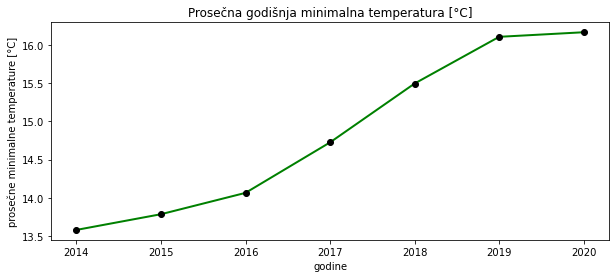 Prosečna godišnja minimalna temperatura [°C]
prosečne minimalne temperature [°C]
16.0
15.5
15.0
14.5
14.0
13.5
2014 2015 2016 2017 2018 2019 2020
godine